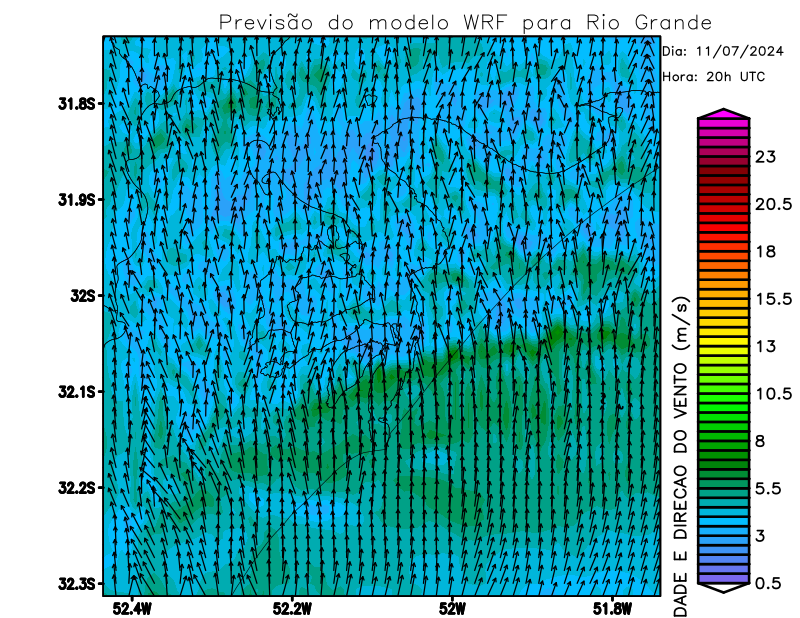 Previsão do modelo WRF para Rio Grande
Dia: 11/07/2024
Hora: 20h UTC
31.8S
31.9S
32S
32.1S
32.2S
32.3S
52.4W
52.2W
52W
51.8W
23
20.5
18
15.5
13
10.5
8
5.5
3
0.5
DADE E DIRECAO DO VENTO (m/s)